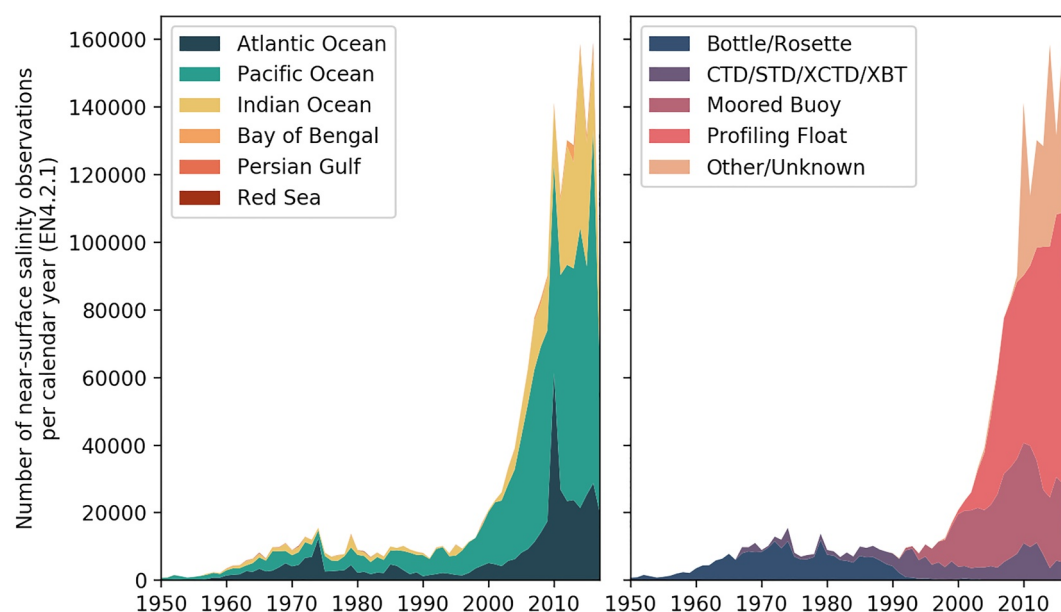 Number of near-surface salinity observations
per calendar year (EN4.2.1)
160000
140000
120000
100000
80000
60000
40000
20000
0
Atlantic Ocean
Pacific Ocean
Indian Ocean
Bay of Bengal
Persian Gulf
Red Sea
1950 1960 1970 1980 1990 2000 2010
Bottle/Rosette
CTD/STD/XCTD/XBT
Moored Buoy
Profiling Float
Other/Unknown
1950 1960 1970 1980 1990 2000 2010